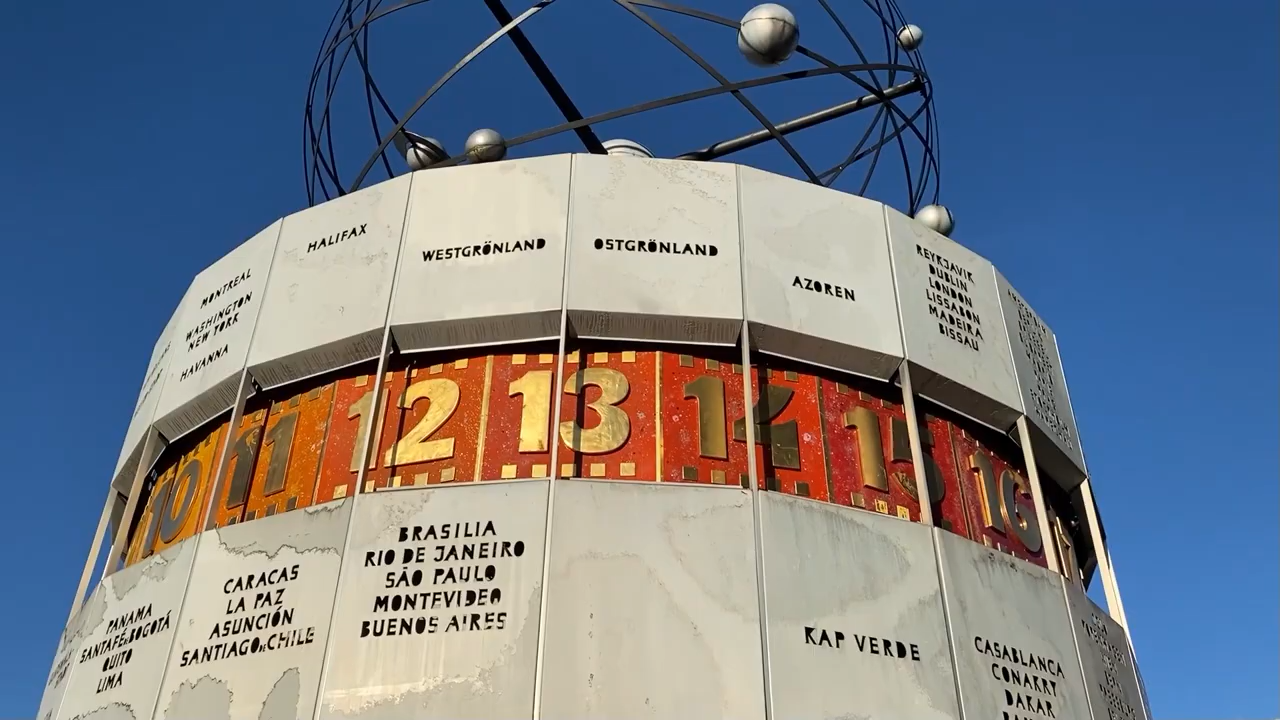 MONTREAL
WASHINGTON
NEW YORK
HAVANNA
HALIFAX
WESTGRÖNLAND
OSTGRÖNLAND
AZOREN
REYKJAVIK
DUBLIN
LONDON
LISSABON
MADEIRA
BISSAU
10 11 12 13 14 15 16
PANAMA
SANTAFÉ DE BOGOTÁ
QUITO
LIMA
CARACAS
LA PAZ
ASUNCIÓN
SANTIAGO DE CHILE
BRASILIA
RIO DE JANEIRO
SÃO PAULO
MONTEVIDEO
BUENOS AIRES
KAP VERDE
CASABLANCA
CONAKRY
DAKAR